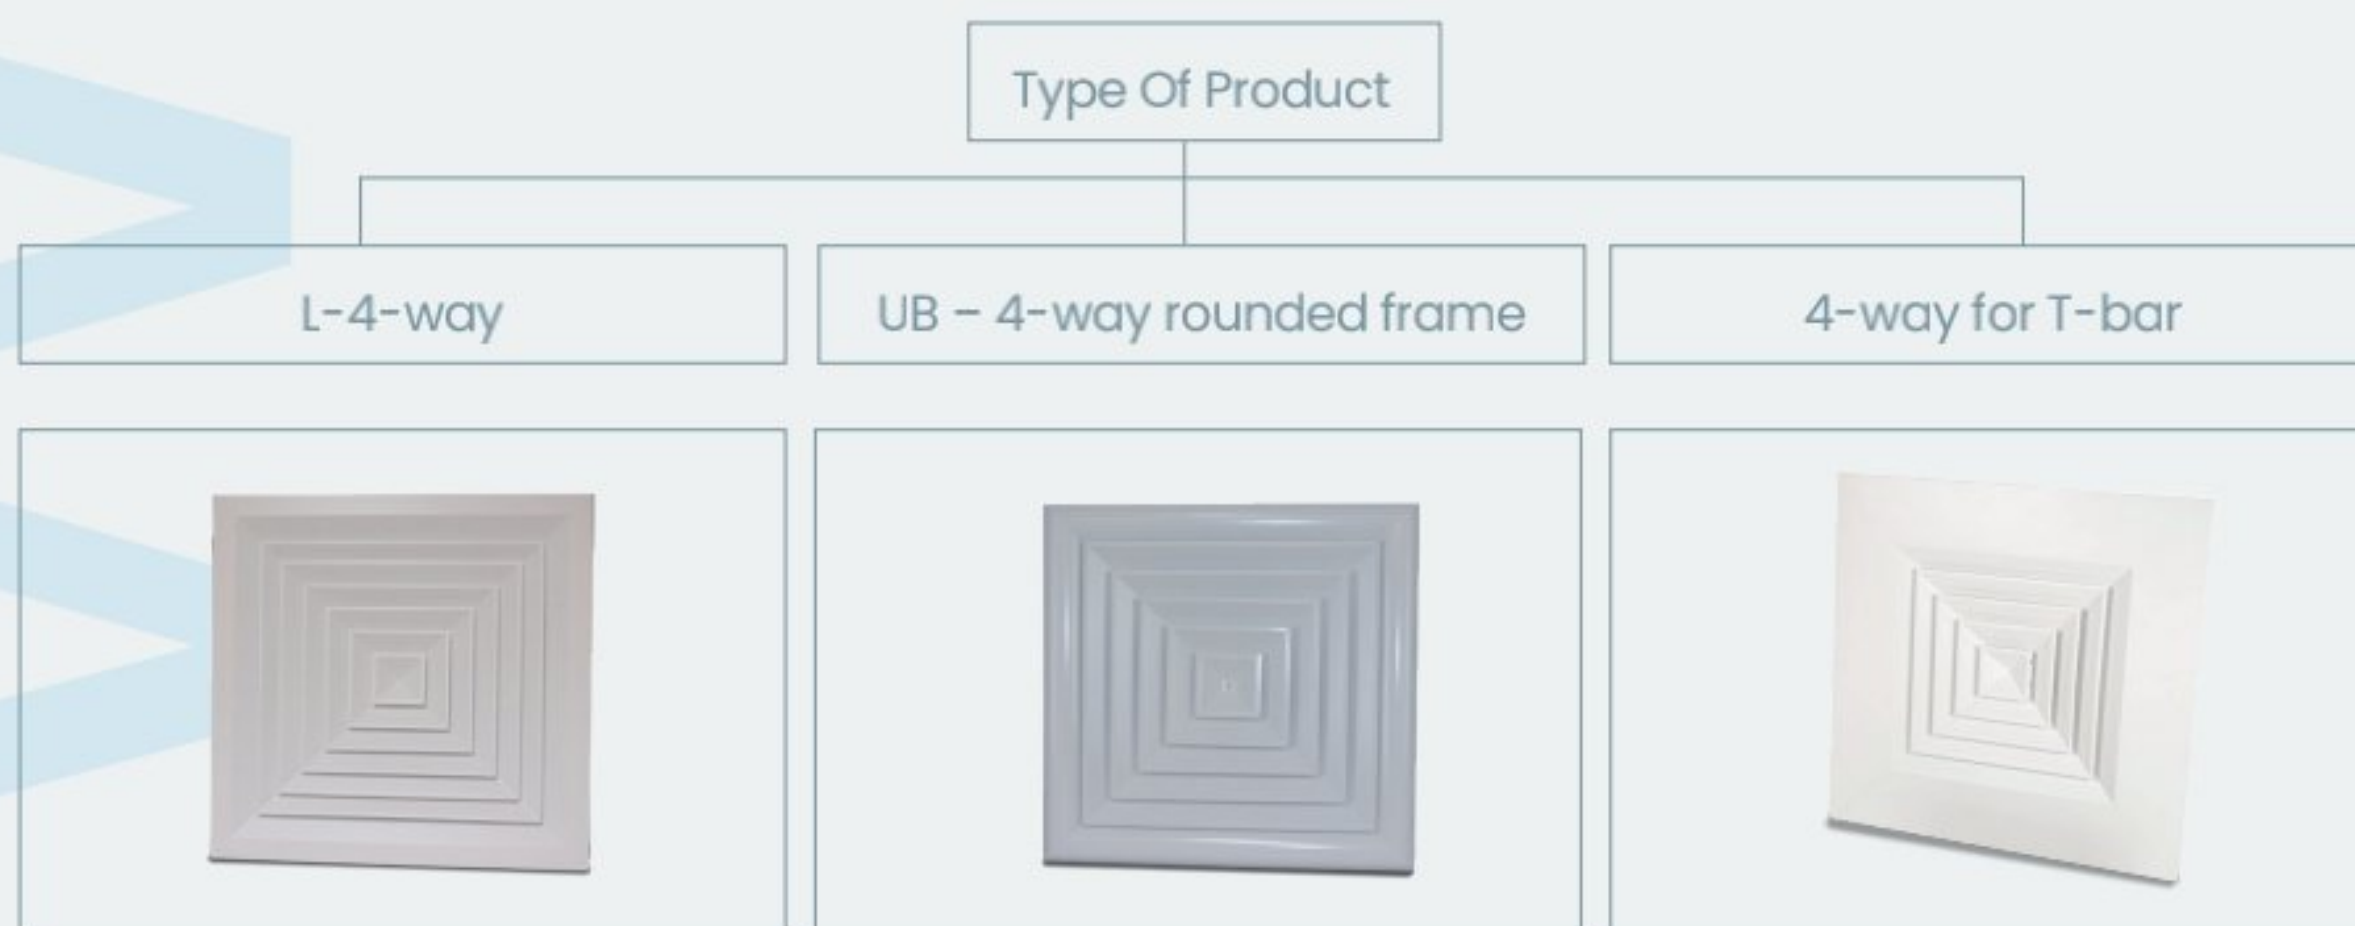 Type Of Product
L-4-way
UB – 4-way rounded frame
4-way for T-bar